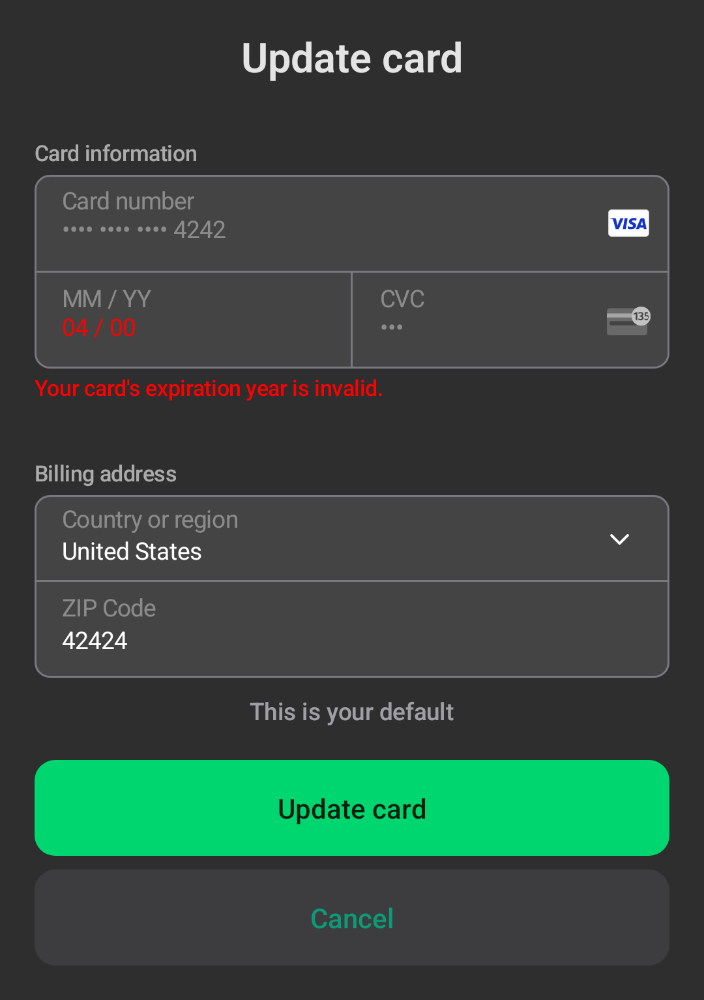 Update card
Card information
Card number
•••• •••• •••• 4242
VISA
MM / YY
04 / 00
CVC
•••
135
Your card's expiration year is invalid.
Billing address
Country or region
United States
ZIP Code
42424
This is your default
Update card
Cancel